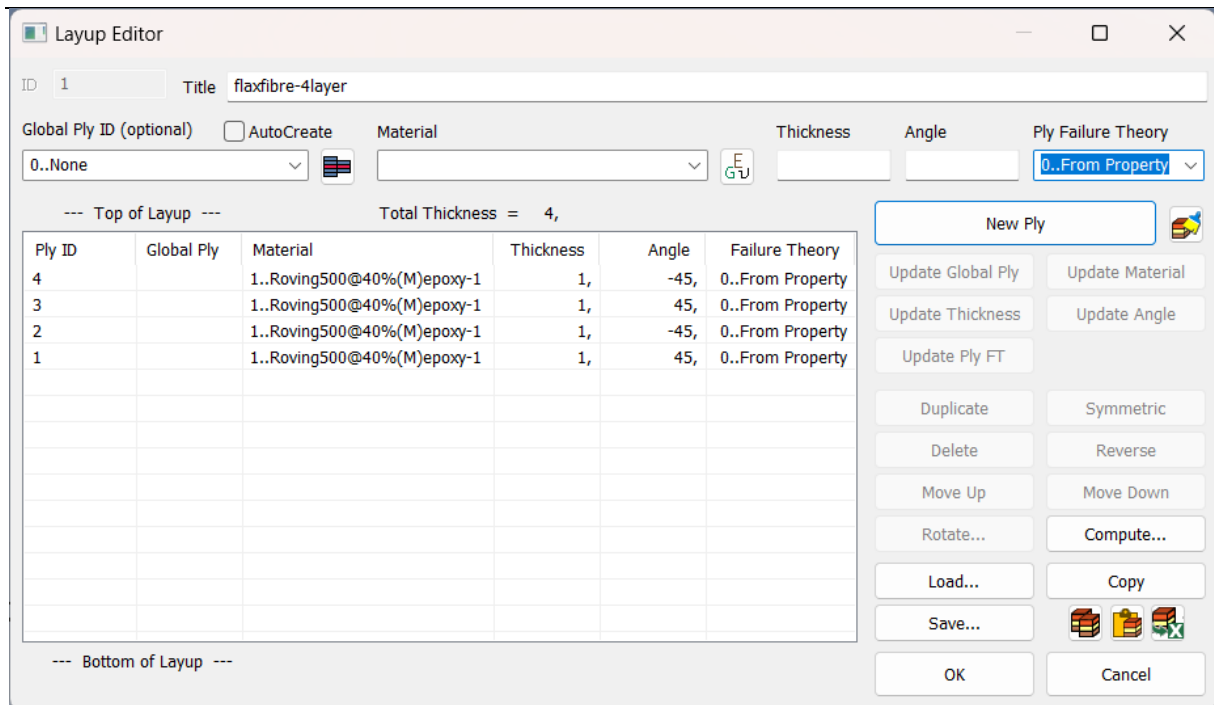 Layup Editor
ID 1 Title flaxfibre-4layer
Global Ply ID (optional) AutoCreate Material Thickness Angle Ply Failure Theory
0..None 0..From Property
--- Top of Layup --- Total Thickness = 4, New Ply
Ply ID Global Ply Material Thickness Angle Failure Theory
4 1..Roving500@40%(M)epoxy-1 1, -45, 0..From Property
3 1..Roving500@40%(M)epoxy-1 1, 45, 0..From Property
2 1..Roving500@40%(M)epoxy-1 1, -45, 0..From Property
1 1..Roving500@40%(M)epoxy-1 1, 45, 0..From Property
Update Global Ply Update Material
Update Thickness Update Angle
Update Ply FT
Duplicate Symmetric
Delete Reverse
Move Up Move Down
Rotate... Compute...
Load... Copy
Save...
--- Bottom of Layup --- OK Cancel